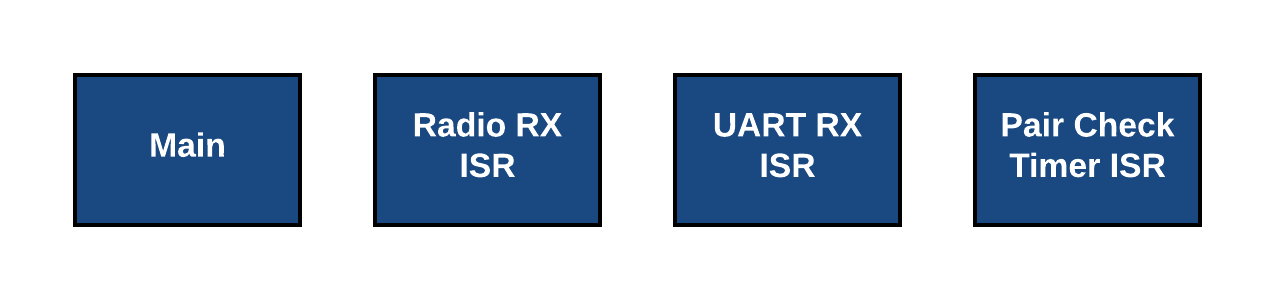 Main
Radio RX
ISR
UART RX
ISR
Pair Check
Timer ISR